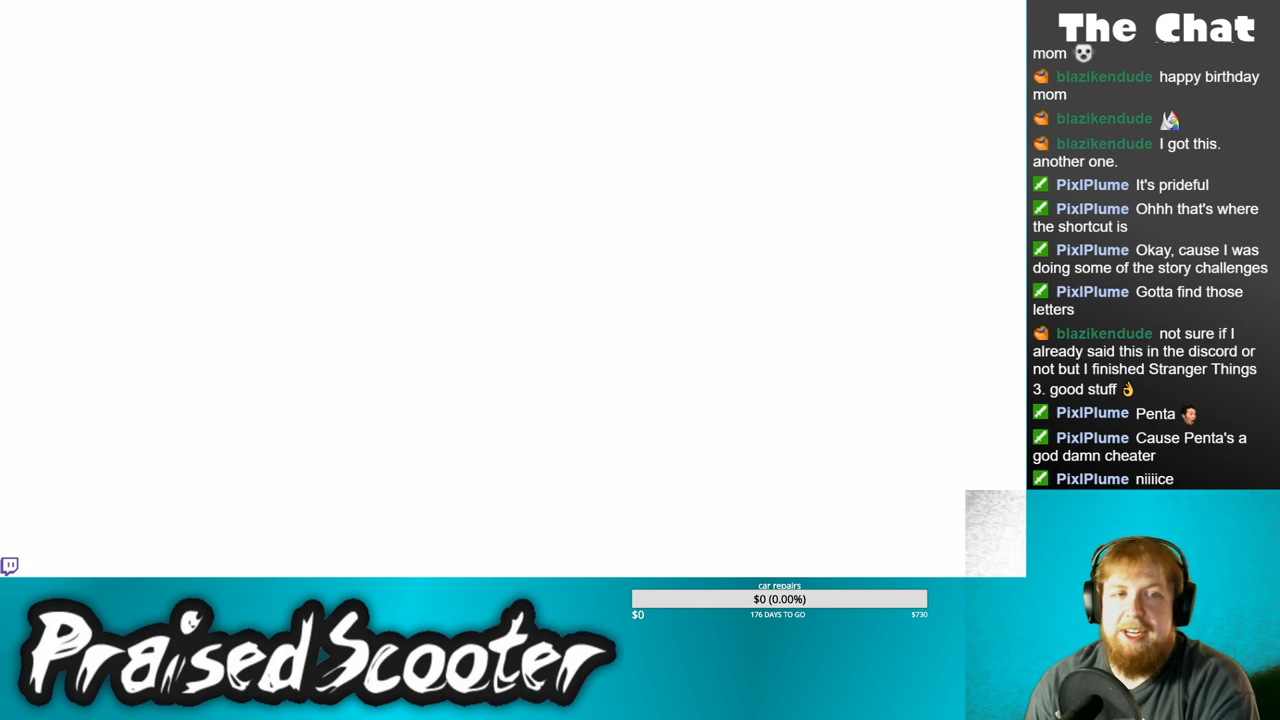 The Chat
mom
blazikendude happy birthday
mom
blazikendude
blazikendude I got this.
another one.
PixlPlume It's prideful
PixlPlume Ohhh that's where
the shortcut is
PixlPlume Okay, cause I was
doing some of the story challenges
PixlPlume Gotta find those
letters
blazikendude not sure if I
already said this in the discord or
not but I finished Stranger Things
3. good stuff 👌
PixlPlume Penta
PixlPlume Cause Penta's a
god damn cheater
PixlPlume niiiice
car repairs
$0 (0.00%)
$0 176 DAYS TO GO $730
PraisedScooter